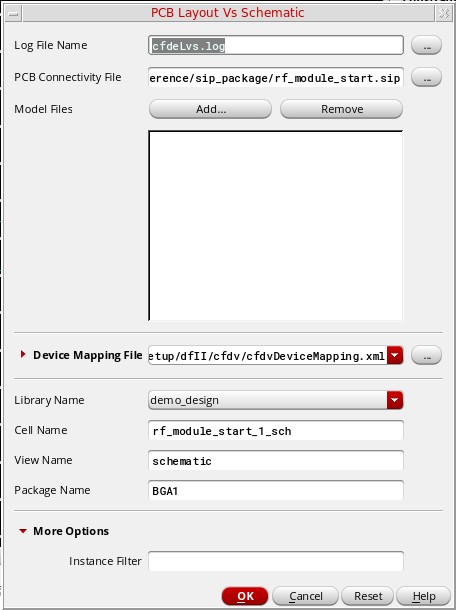 PCB Layout Vs Schematic
Log File Name cfdeLvs.log ...
PCB Connectivity File erence/sip_package/rf_module_start.sip ...
Model Files Add... Remove
Device Mapping File etup/dfII/cfdv/cfdvDeviceMapping.xml ...
Library Name demo_design
Cell Name rf_module_start_1_sch
View Name schematic
Package Name BGA1
More Options
Instance Filter
OK Cancel Reset Help